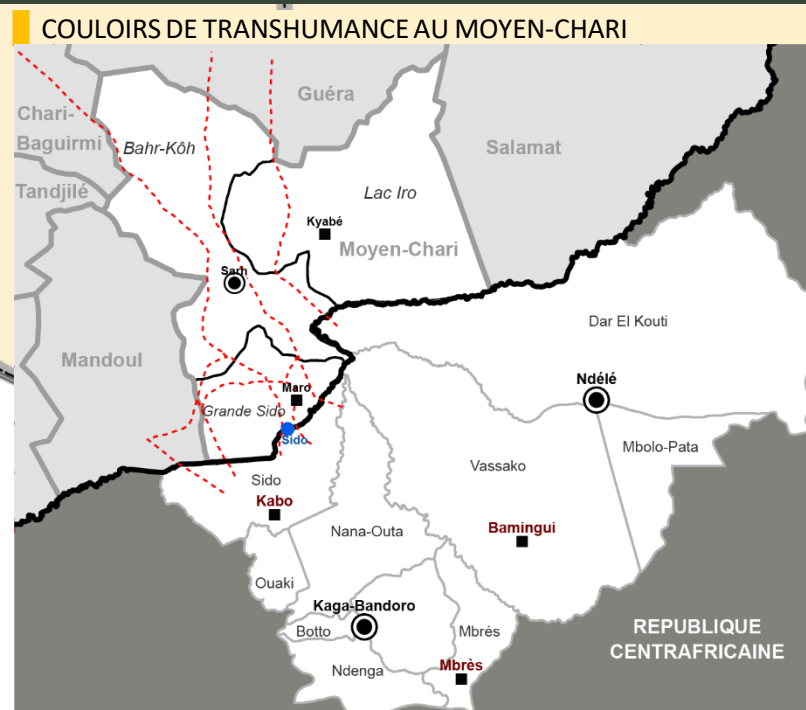 COULOIRS DE TRANSHUMANCE AU MOYEN-CHARI
Guéra
Chari-
Baguirmi
Bahr-Kôh
Salamat
Tandjilé
Lac Iro
Kyabé
Moyen-Chari
Sarh
Dar El Kouti
Mandoul
Ndélé
Maro
Grande Sido
Sido
Mbolo-Pata
Vassako
Sido
Kabo
Nana-Outa
Bamingui
Ouaki
Kaga-Bandoro
Botto
Mbrés
REPUBLIQUE
CENTRAFRICAINE
Ndenga
Mbrès